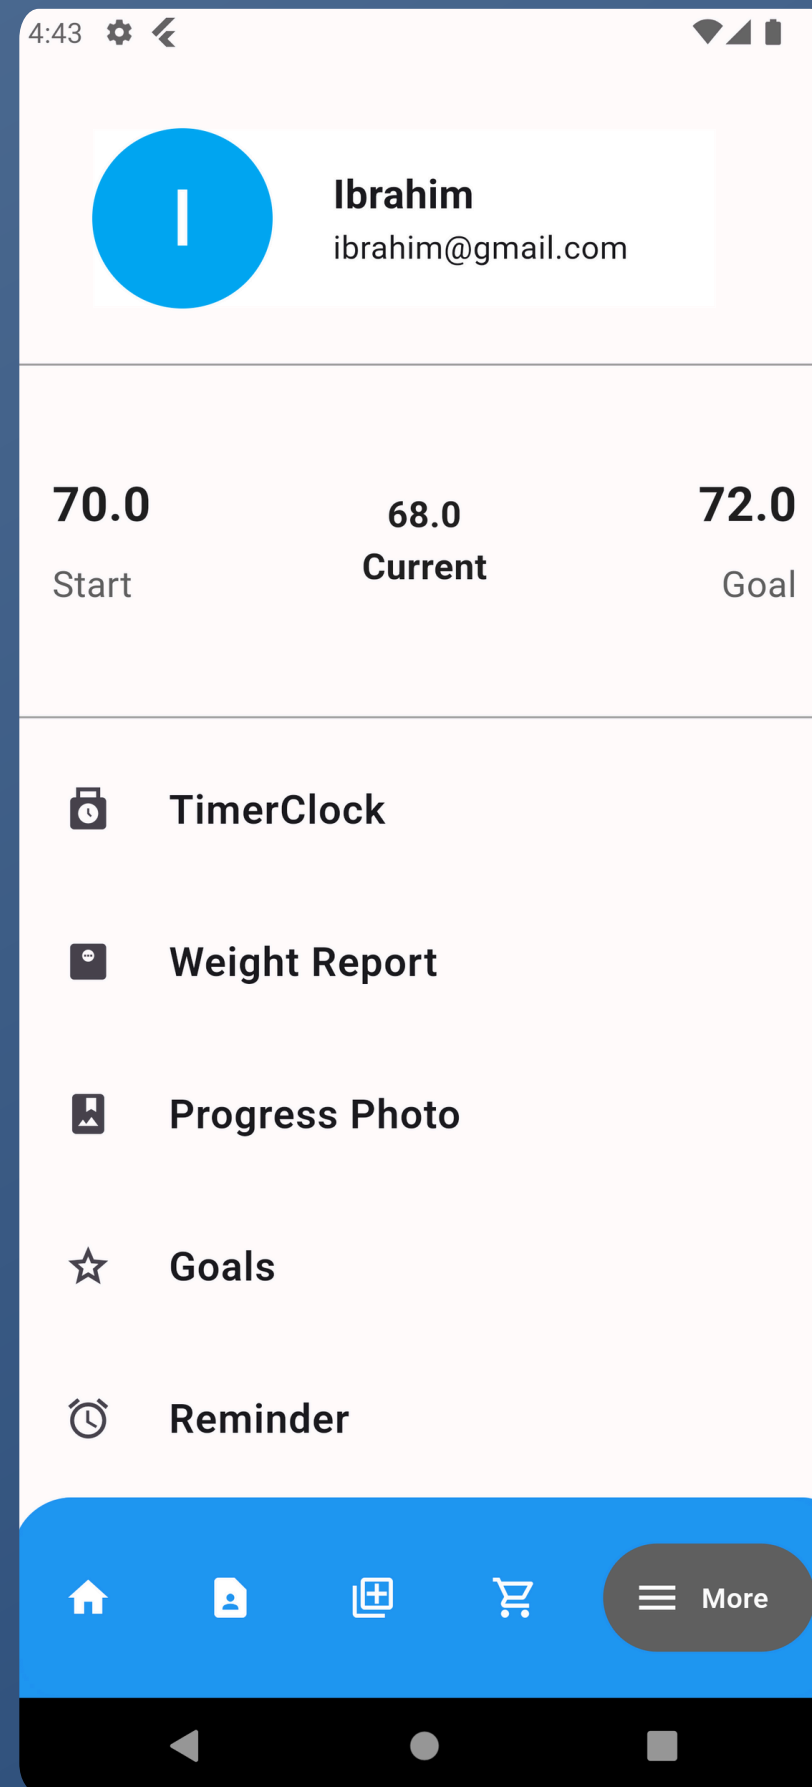 4:43
I
Ibrahim
ibrahim@gmail.com
70.0
68.0
72.0
Start
Current
Goal
TimerClock
Weight Report
Progress Photo
Goals
Reminder
More